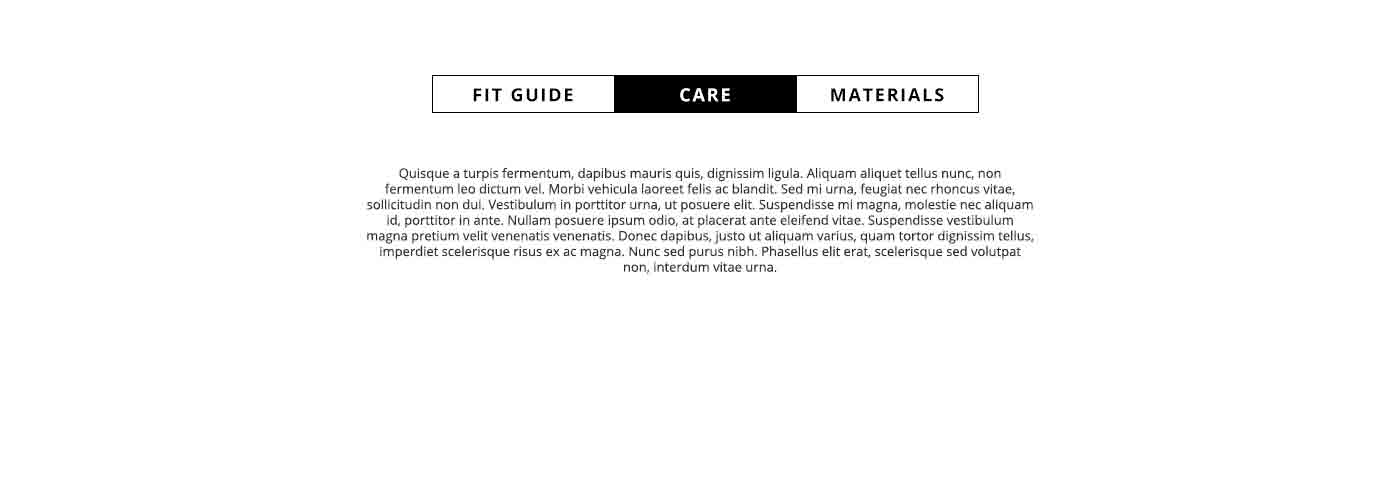 FIT GUIDE CARE MATERIALS
Quisque a turpis fermentum, dapibus mauris quis, dignissim ligula. Aliquam aliquet tellus nunc, non
fermentum leo dictum vel. Morbi vehicula laoreet felis ac blandit. Sed mi urna, feugiat nec rhoncus vitae,
sollicitudin non dui. Vestibulum in porttitor urna, ut posuere elit. Suspendisse mi magna, molestie nec aliquam
id, porttitor in ante. Nullam posuere ipsum odio, at placerat ante eleifend vitae. Suspendisse vestibulum
magna pretium velit venenatis venenatis. Donec dapibus, justo ut aliquam varius, quam tortor dignissim tellus,
imperdiet scelerisque risus ex ac magna. Nunc sed purus nibh. Phasellus elit erat, scelerisque sed volutpat
non, interdum vitae urna.